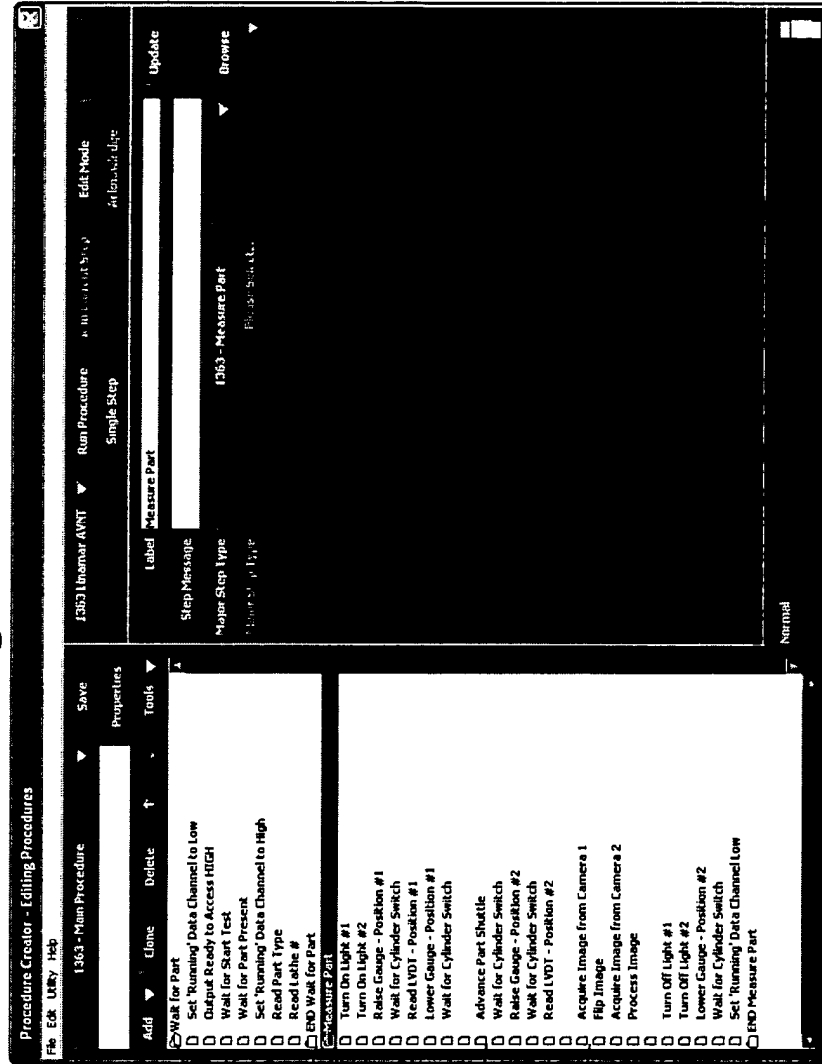 Procedure Creator - Editing Procedures
File Edit Utility Help
1363 - Main Procedure
Save
Properties
Add Clone Delete Tools
Wait for Part
Set 'Running' Data Channel to Low
Output Ready to Access HIGH
Wait for Start Test
Wait for Part Present
Set 'Running' Data Channel to High
Read Part Type
Read Lathe #
END Wait for Part
Measure Part
Turn On Light #1
Turn On Light #2
Raise Gauge - Position #1
Wait for Cylinder Switch
Read LVDT - Position #1
Lower Gauge - Position #1
Wait for Cylinder Switch
Advance Part Shuttle
Wait for Cylinder Switch
Raise Gauge - Position #2
Wait for Cylinder Switch
Read LVDT - Position #2
Acquire Image from Camera 1
Flip Image
Acquire Image from Camera 2
Process Image
Turn Off Light #1
Turn Off Light #2
Lower Gauge - Position #2
Wait for Cylinder Switch
Set 'Running' Data Channel Low
END Measure Part
1363 Linamar AVNT Run Procedure Edit Mode
Single Step Acknowledge
Label Measure Part Update
Step Message
Major Step Type 1363 - Measure Part Browse
Minor Step Type Please Select...
Normal